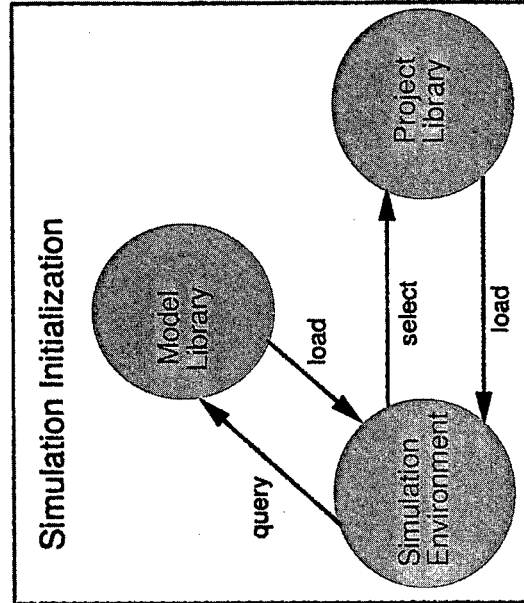 Simulation Initialization
Model
Library
query
load
Simulation
Environment
select
load
Project
Library